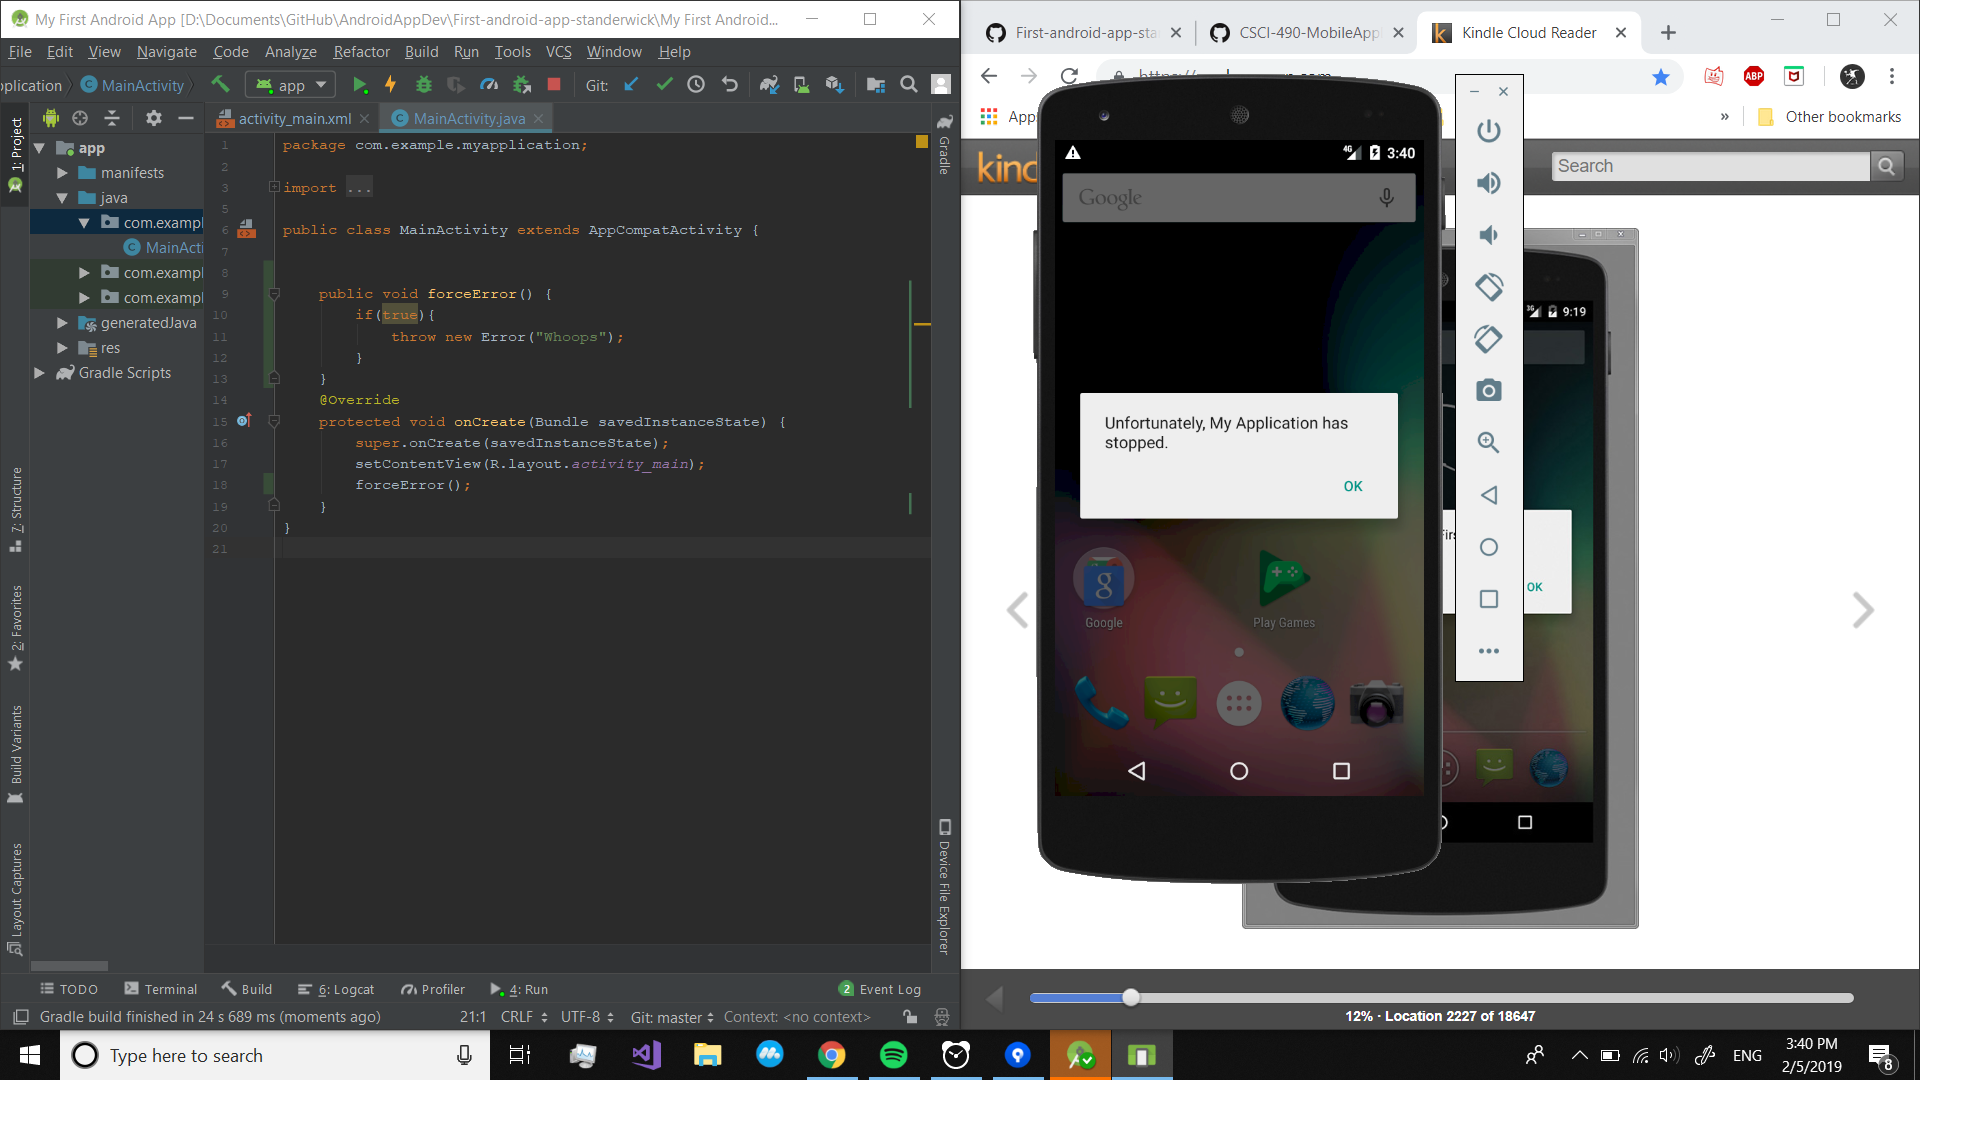 My First Android App [D:\Documents\GitHub\AndroidAppDev\First-android-app-standerwick\My First Android...
File Edit View Navigate Code Analyze Refactor Build Run Tools VCS Window Help
pplication MainActivity app Git:
1: Project
app
manifests
java
com.exampl
MainActi
com.exampl
com.exampl
generatedJava
res
Gradle Scripts
7: Structure
2: Favorites
Build Variants
Layout Captures
activity_main.xml MainActivity.java
1 package com.example.myapplication;
2
3 import ...
5
6 public class MainActivity extends AppCompatActivity {
7
8
9 public void forceError() {
10 if(true){
11 throw new Error("Whoops");
12 }
13 }
14 @Override
15 protected void onCreate(Bundle savedInstanceState) {
16 super.onCreate(savedInstanceState);
17 setContentView(R.layout.activity_main);
18 forceError();
19 }
20 }
21
Gradle
Device File Explorer
TODO Terminal Build 6: Logcat Profiler 4: Run 2 Event Log
Gradle build finished in 24 s 689 ms (moments ago) 21:1 CRLF UTF-8 Git: master Context: <no context>
First-android-app-sta CSCI-490-MobileAppl Kindle Cloud Reader
ABP
App Other bookmarks
kind Search
4G 3:40
Google
Unfortunately, My Application has
stopped.
OK
Google Play Games
3G 9:19
Firs
OK
12% · Location 2227 of 18647
Type here to search
ENG
3:40 PM
2/5/2019
8